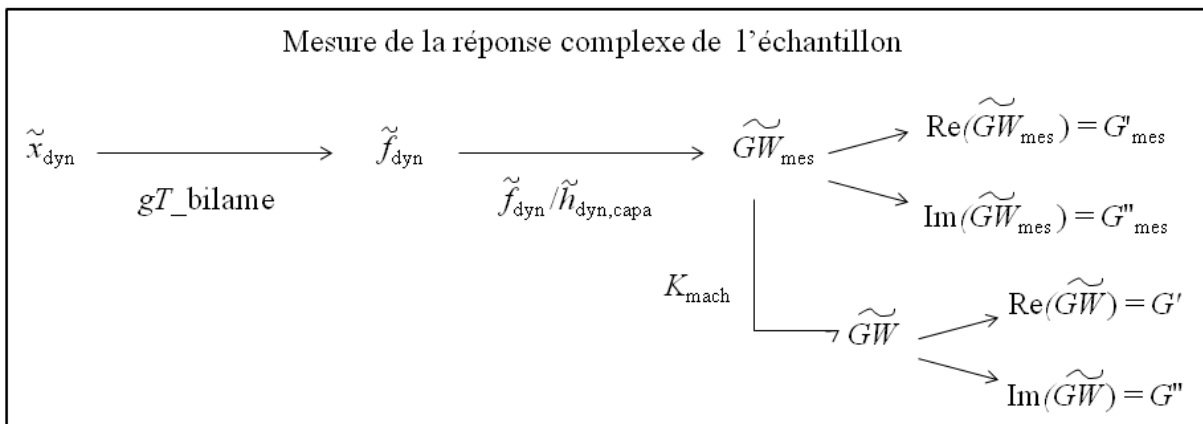 Mesure de la réponse complexe de l’échantillon
x̃dyn
gT_bilame
f̃dyn
f̃dyn/h̃dyn,capa
G͠Wmes
Re(G͠Wmes) = G'mes
Im(G͠Wmes) = G"mes
Kmach
G͠W
Re(G͠W) = G'
Im(G͠W) = G"